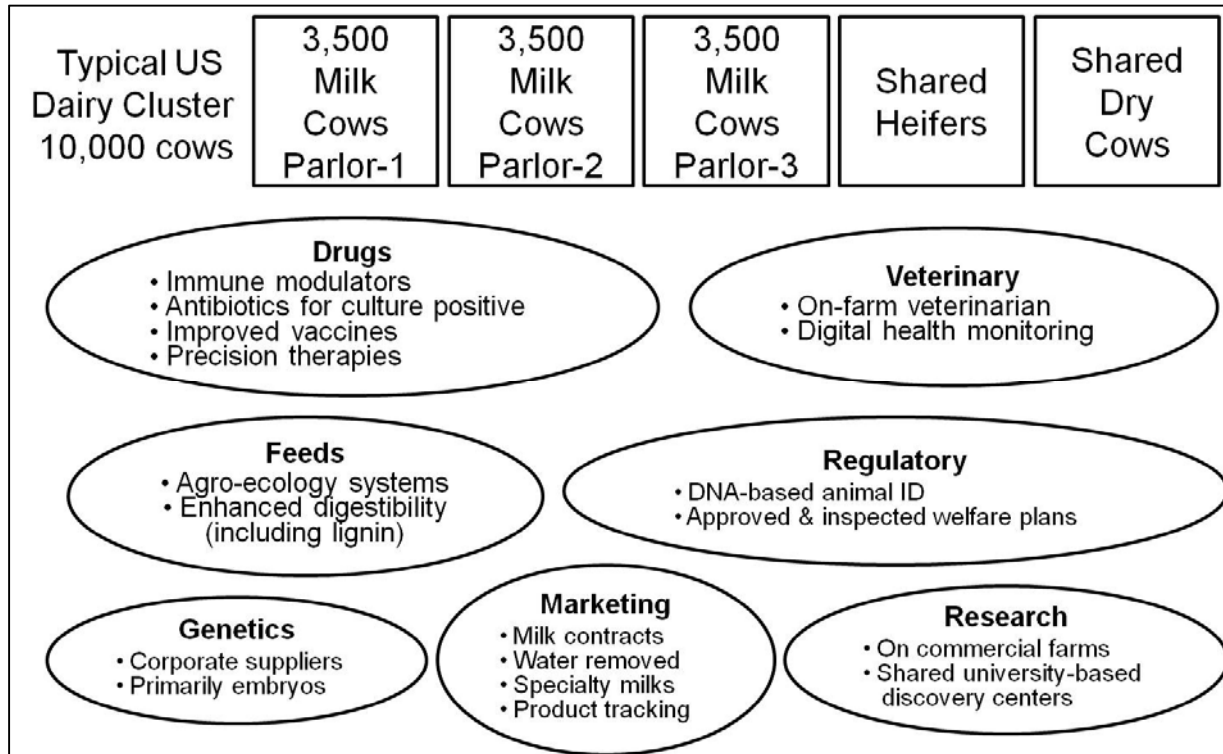 Typical US
Dairy Cluster
10,000 cows
3,500
Milk
Cows
Parlor-1
3,500
Milk
Cows
Parlor-2
3,500
Milk
Cows
Parlor-3
Shared
Heifers
Shared
Dry
Cows
Drugs
• Immune modulators
• Antibiotics for culture positive
• Improved vaccines
• Precision therapies
Veterinary
• On-farm veterinarian
• Digital health monitoring
Feeds
• Agro-ecology systems
• Enhanced digestibility
(including lignin)
Regulatory
• DNA-based animal ID
• Approved & inspected welfare plans
Genetics
• Corporate suppliers
• Primarily embryos
Marketing
• Milk contracts
• Water removed
• Specialty milks
• Product tracking
Research
• On commercial farms
• Shared university-based
discovery centers